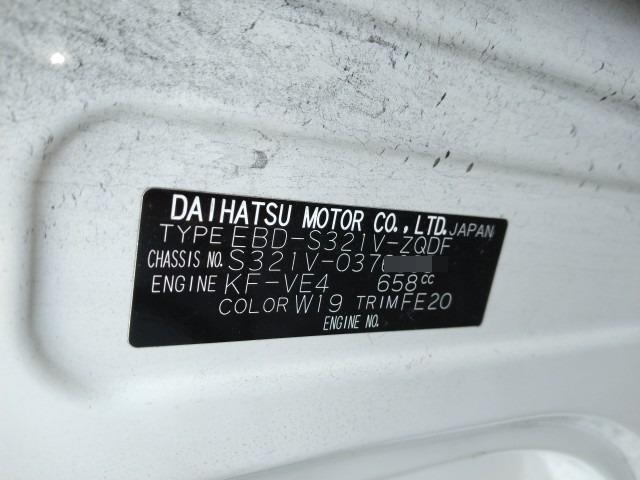 DAIHATSU MOTOR CO., LTD. JAPAN
TYPE EBD-S321V-ZQDF
CHASSIS NO. S321V-037
ENGINE KF-VE4 658cc
COLOR W19 TRIM FE20
ENGINE NO.